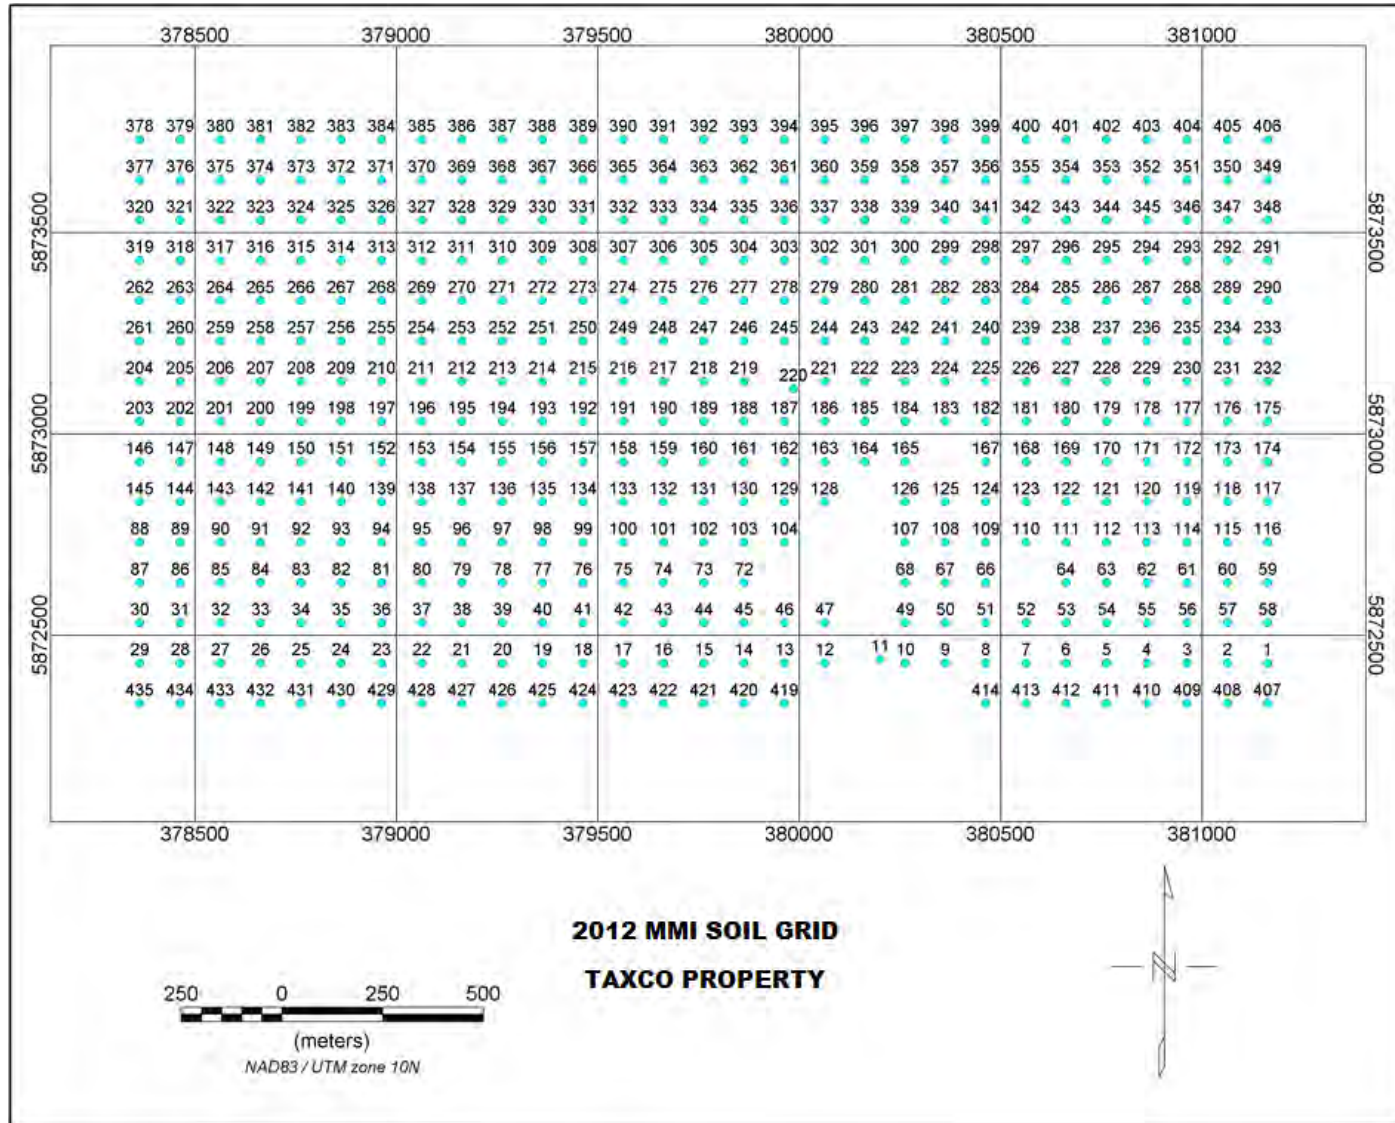 378500 379000 379500 380000 380500 381000
378 379 380 381 382 383 384 385 386 387 388 389 390 391 392 393 394 395 396 397 398 399 400 401 402 403 404 405 406
377 376 375 374 373 372 371 370 369 368 367 366 365 364 363 362 361 360 359 358 357 356 355 354 353 352 351 350 349
320 321 322 323 324 325 326 327 328 329 330 331 332 333 334 335 336 337 338 339 340 341 342 343 344 345 346 347 348
5873500 5873500
319 318 317 316 315 314 313 312 311 310 309 308 307 306 305 304 303 302 301 300 299 298 297 296 295 294 293 292 291
262 263 264 265 266 267 268 269 270 271 272 273 274 275 276 277 278 279 280 281 282 283 284 285 286 287 288 289 290
261 260 259 258 257 256 255 254 253 252 251 250 249 248 247 246 245 244 243 242 241 240 239 238 237 236 235 234 233
204 205 206 207 208 209 210 211 212 213 214 215 216 217 218 219 220 221 222 223 224 225 226 227 228 229 230 231 232
203 202 201 200 199 198 197 196 195 194 193 192 191 190 189 188 187 186 185 184 183 182 181 180 179 178 177 176 175
5873000 5873000
146 147 148 149 150 151 152 153 154 155 156 157 158 159 160 161 162 163 164 165 167 168 169 170 171 172 173 174
145 144 143 142 141 140 139 138 137 136 135 134 133 132 131 130 129 128 126 125 124 123 122 121 120 119 118 117
88 89 90 91 92 93 94 95 96 97 98 99 100 101 102 103 104 107 108 109 110 111 112 113 114 115 116
87 86 85 84 83 82 81 80 79 78 77 76 75 74 73 72 68 67 66 64 63 62 61 60 59
30 31 32 33 34 35 36 37 38 39 40 41 42 43 44 45 46 47 49 50 51 52 53 54 55 56 57 58
5872500 5872500
29 28 27 26 25 24 23 22 21 20 19 18 17 16 15 14 13 12 11 10 9 8 7 6 5 4 3 2 1
435 434 433 432 431 430 429 428 427 426 425 424 423 422 421 420 419 414 413 412 411 410 409 408 407
378500 379000 379500 380000 380500 381000
2012 MMI SOIL GRID
TAXCO PROPERTY
250 0 250 500
(meters)
NAD83 / UTM zone 10N
N